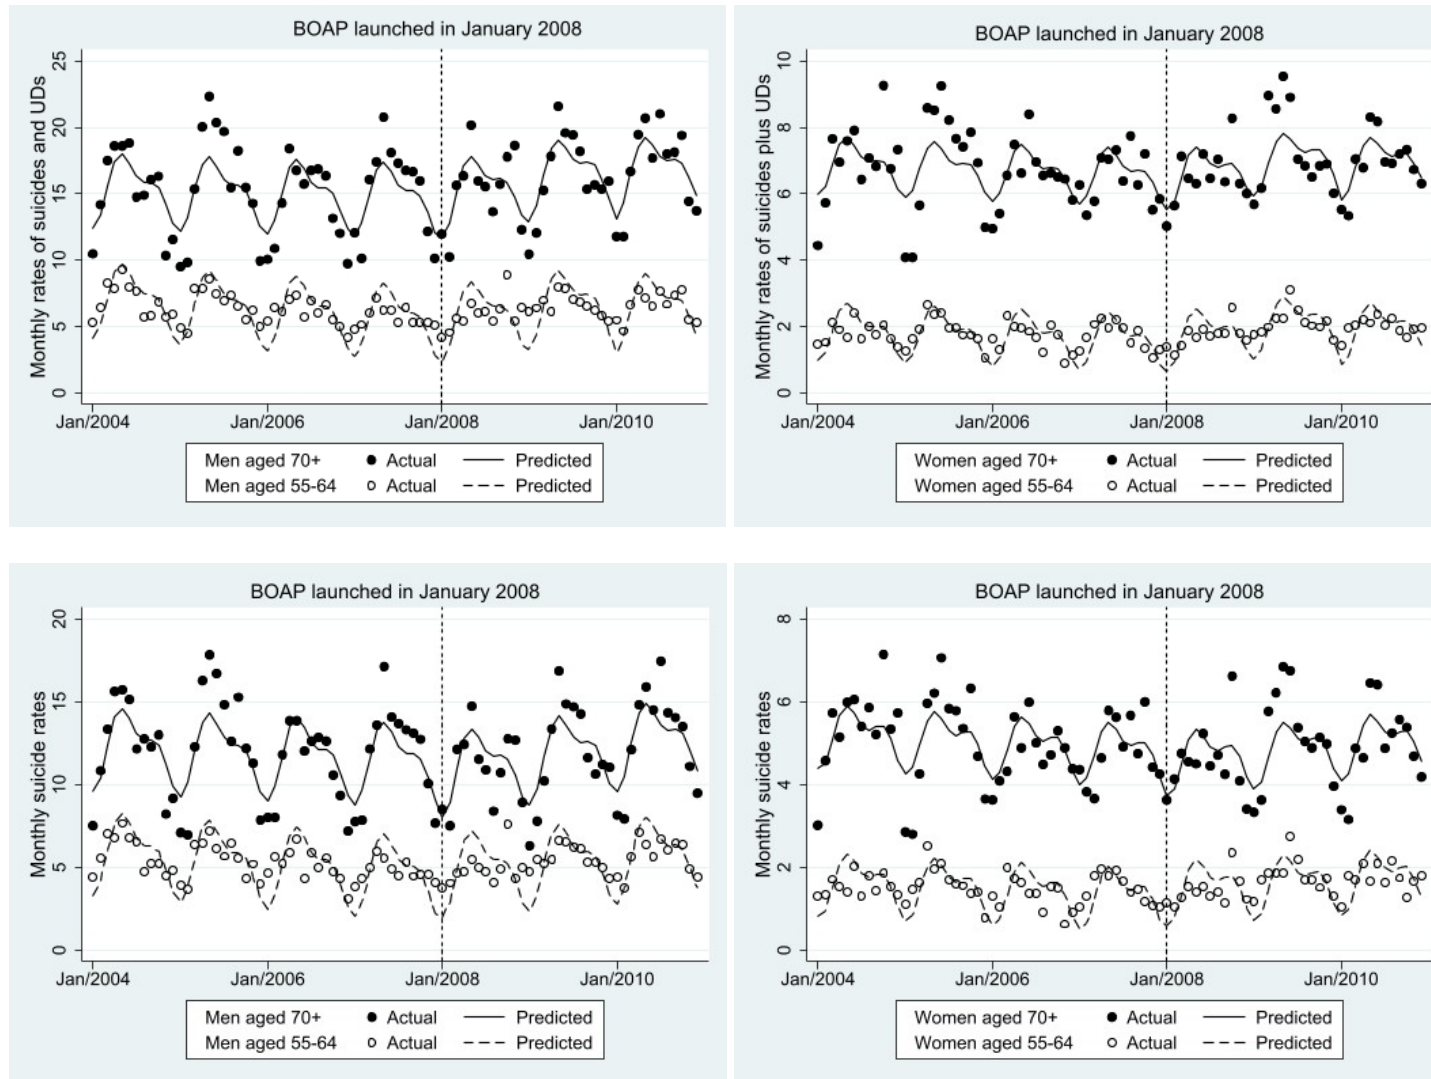 BOAP launched in January 2008
Monthly rates of suicides and UDs
25
20
15
10
5
0
Jan/2004 Jan/2006 Jan/2008 Jan/2010
Men aged 70+ Actual Predicted
Men aged 55-64 Actual Predicted
BOAP launched in January 2008
Monthly rates of suicides plus UDs
10
8
6
4
2
0
Jan/2004 Jan/2006 Jan/2008 Jan/2010
Women aged 70+ Actual Predicted
Women aged 55-64 Actual Predicted
BOAP launched in January 2008
Monthly suicide rates
20
15
10
5
0
Jan/2004 Jan/2006 Jan/2008 Jan/2010
Men aged 70+ Actual Predicted
Men aged 55-64 Actual Predicted
BOAP launched in January 2008
Monthly suicide rates
8
6
4
2
0
Jan/2004 Jan/2006 Jan/2008 Jan/2010
Women aged 70+ Actual Predicted
Women aged 55-64 Actual Predicted